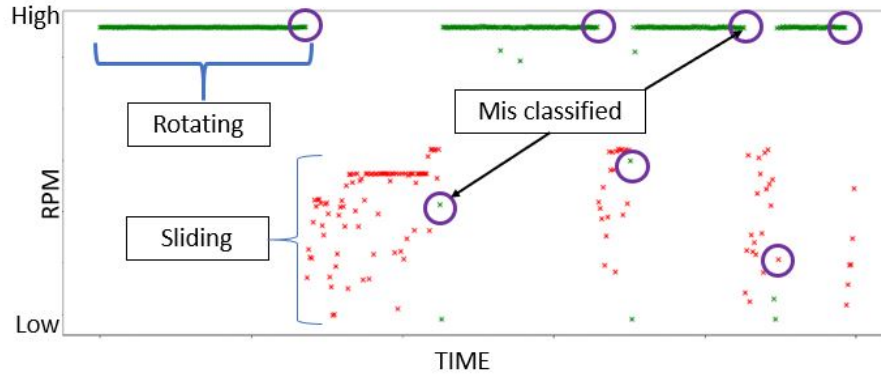 High
Rotating
Mis classified
RPM
Sliding
Low
TIME